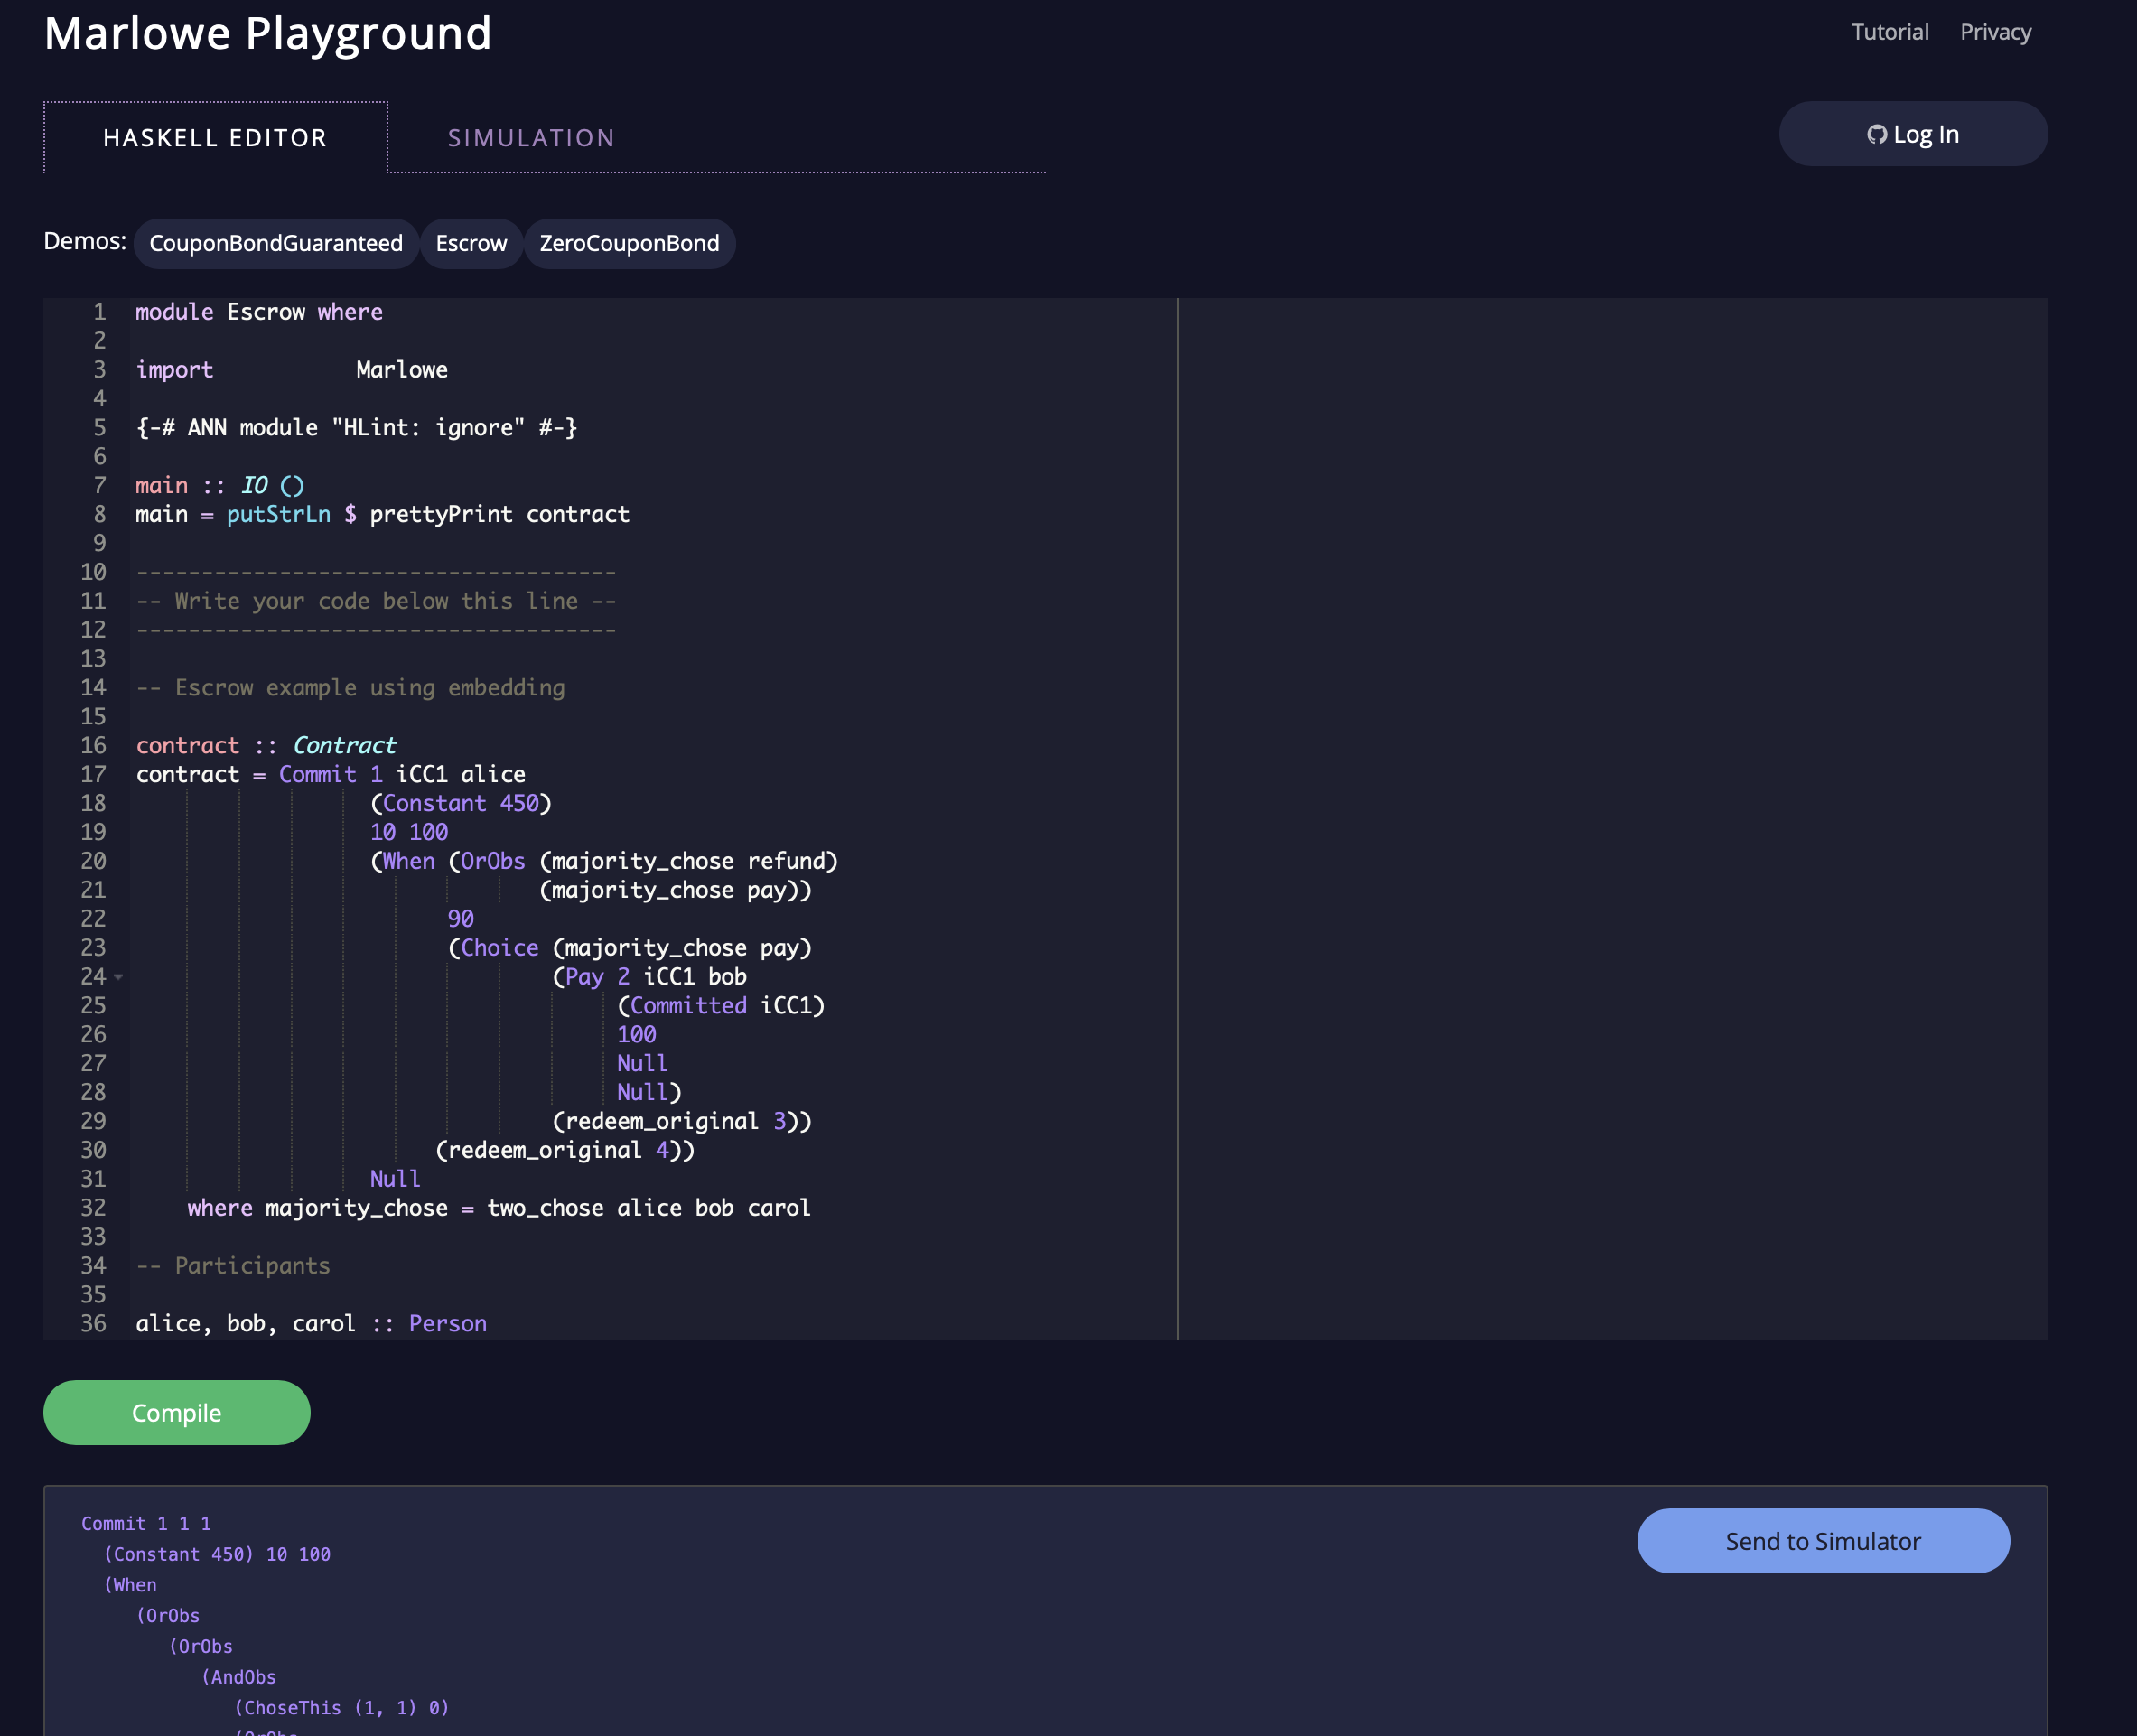 Marlowe Playground
Tutorial Privacy
HASKELL EDITOR SIMULATION
Log In
Demos: CouponBondGuaranteed Escrow ZeroCouponBond
1 module Escrow where
2
3 import           Marlowe
4
5 {-# ANN module "HLint: ignore" #-}
6
7 main :: IO ()
8 main = putStrLn $ prettyPrint contract
9
10 -------------------------------------
11 -- Write your code below this line --
12 -------------------------------------
13
14 -- Escrow example using embedding
15
16 contract :: Contract
17 contract = Commit 1 iCC1 alice
18                   (Constant 450)
19                   10 100
20                   (When (OrObs (majority_chose refund)
21                                (majority_chose pay))
22                         90
23                         (Choice (majority_chose pay)
24                                 (Pay 2 iCC1 bob
25                                      (Committed iCC1)
26                                      100
27                                      Null
28                                      Null)
29                                 (redeem_original 3))
30                        (redeem_original 4))
31                   Null
32     where majority_chose = two_chose alice bob carol
33
34 -- Participants
35
36 alice, bob, carol :: Person
Compile
Send to Simulator
Commit 1 1 1
  (Constant 450) 10 100
  (When
     (OrObs
        (OrObs
           (AndObs
              (ChoseThis (1, 1) 0)